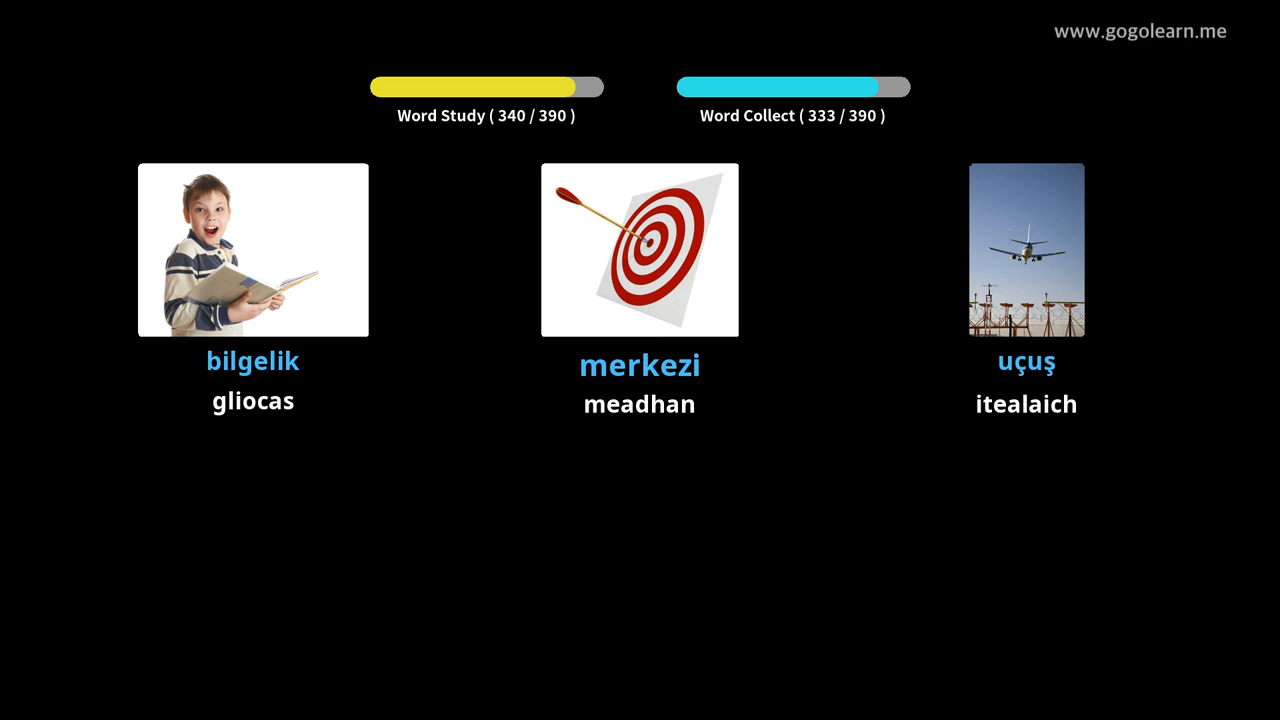 www.gogolearn.me
Word Study ( 340 / 390 )
Word Collect ( 333 / 390 )
bilgelik
gliocas
merkezi
meadhan
uçuş
itealaich